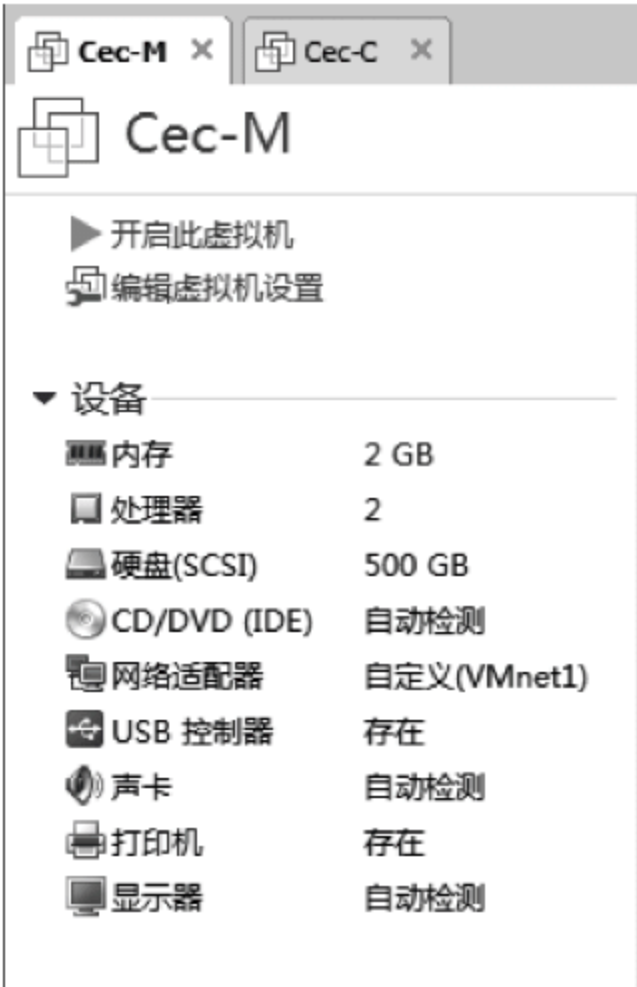 Cec-M
Cec-C
Cec-M
开启此虚拟机
编辑虚拟机设置
设备
内存 2 GB
处理器 2
硬盘(SCSI) 500 GB
CD/DVD (IDE) 自动检测
网络适配器 自定义(VMnet1)
USB 控制器 存在
声卡 自动检测
打印机 存在
显示器 自动检测